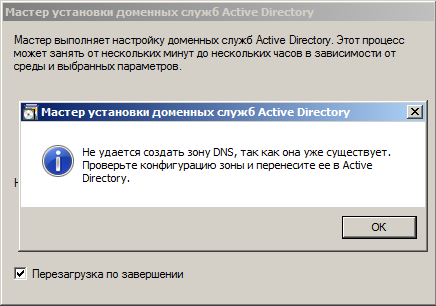 Мастер установки доменных служб Active Directory
Мастер выполняет настройку доменных служб Active Directory. Этот процесс
может занять от нескольких минут до нескольких часов в зависимости от
среды и выбранных параметров.
Мастер установки доменных служб Active Directory
Не удается создать зону DNS, так как она уже существует.
Проверьте конфигурацию зоны и перенесите ее в Active
Directory.
OK
Перезагрузка по завершении